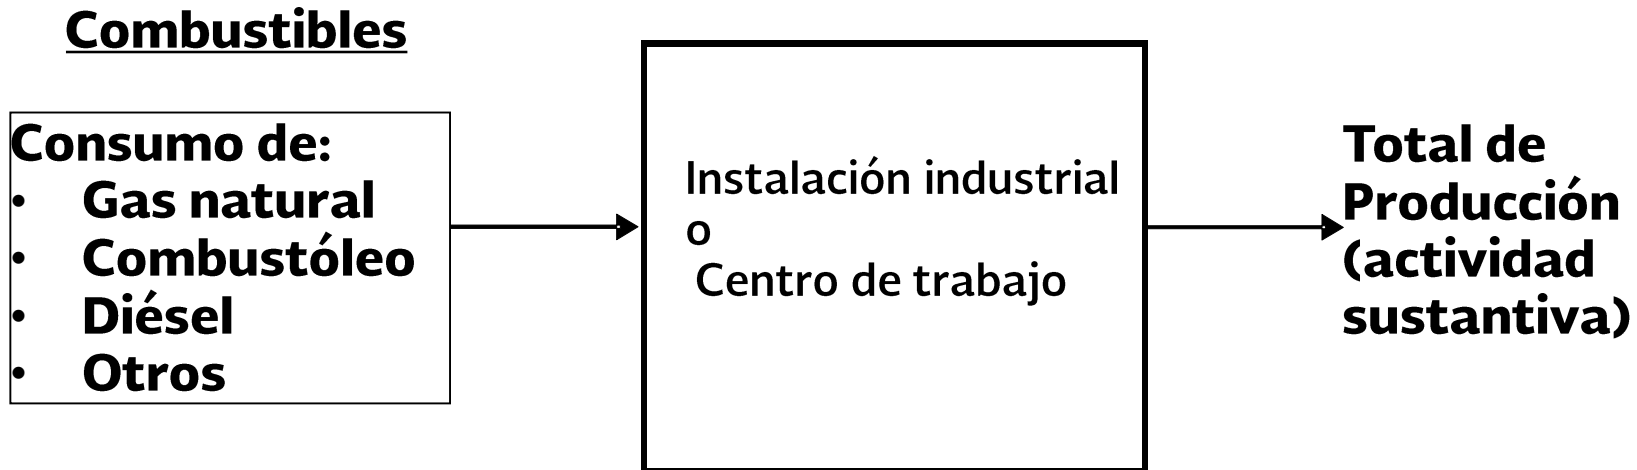 Combustibles
Consumo de:
• Gas natural
• Combustóleo
• Diésel
• Otros
Instalación industrial
o
Centro de trabajo
Total de
Producción
(actividad
sustantiva)